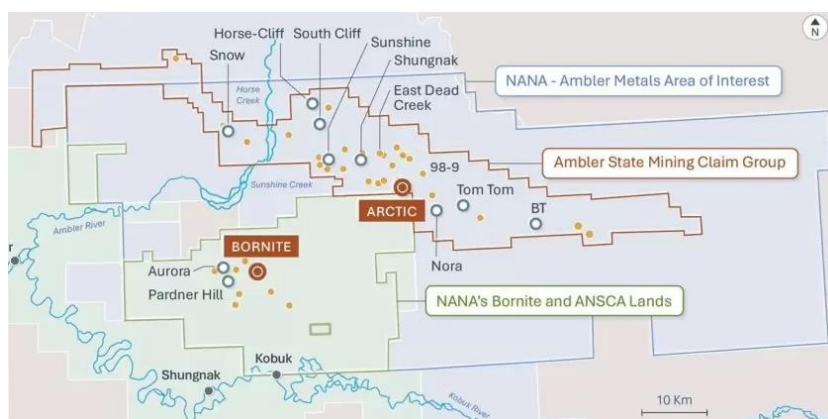 Horse-Cliff
South Cliff
Sunshine
Snow
Shungnak
N
Horse
Creek
East Dead
Creek
NANA - Ambler Metals Area of Interest
98-9
Ambler State Mining Claim Group
Sunshine Creek
Tom Tom
ARCTIC
BT
Ambler River
r
BORNITE
Nora
Aurora
Pardner Hill
NANA's Bornite and ANSCA Lands
Kobuk
Shungnak
10 Km
Kobuk River